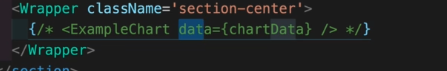 <Wrapper className='section-center'>
{/* <ExampleChart data={chartData} /> */}
</Wrapper>
</section>